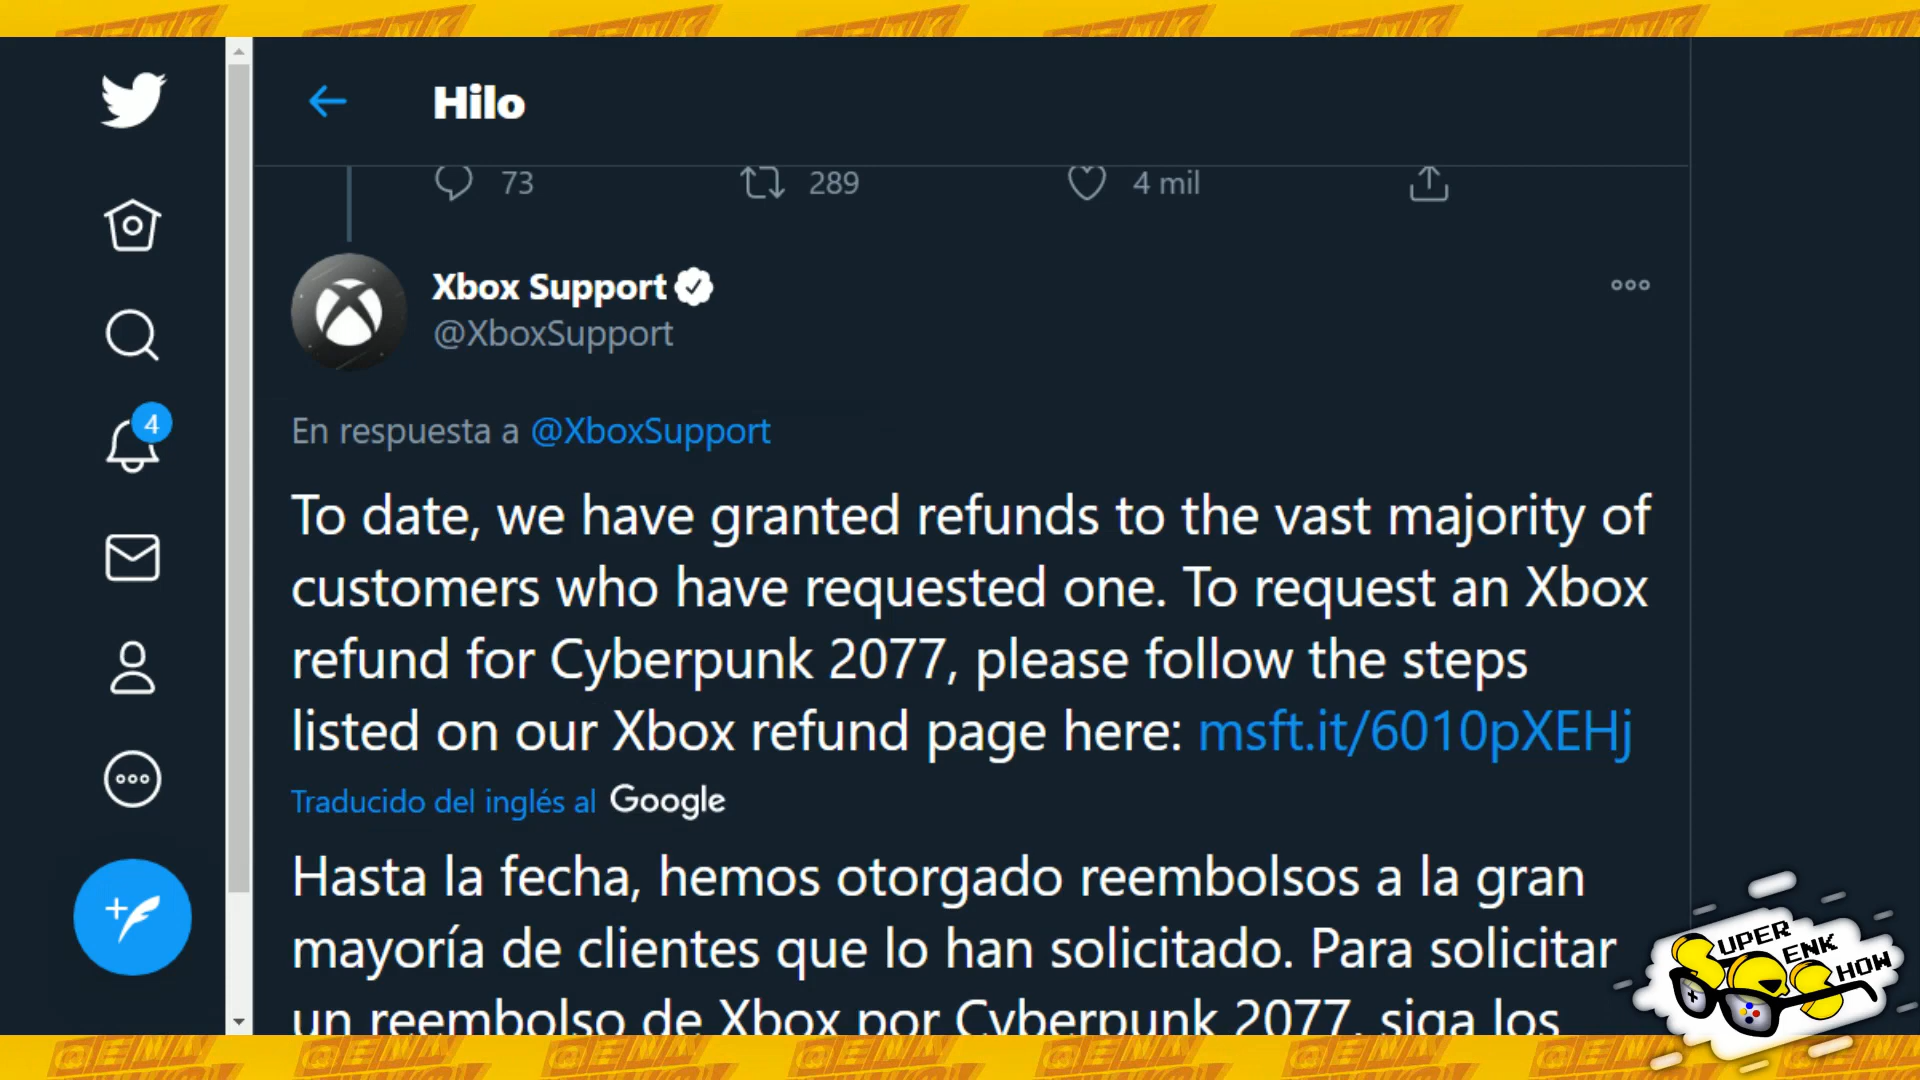 Hilo
73 289 4 mil
Xbox Support
@XboxSupport
4
En respuesta a @XboxSupport
To date, we have granted refunds to the vast majority of
customers who have requested one. To request an Xbox
refund for Cyberpunk 2077, please follow the steps
listed on our Xbox refund page here: msft.it/6010pXEHj
Traducido del inglés al Google
Hasta la fecha, hemos otorgado reembolsos a la gran
mayoría de clientes que lo han solicitado. Para solicitar
un reembolso de Xbox por Cyberpunk 2077, siga los
SUPER
ENK
SHOW